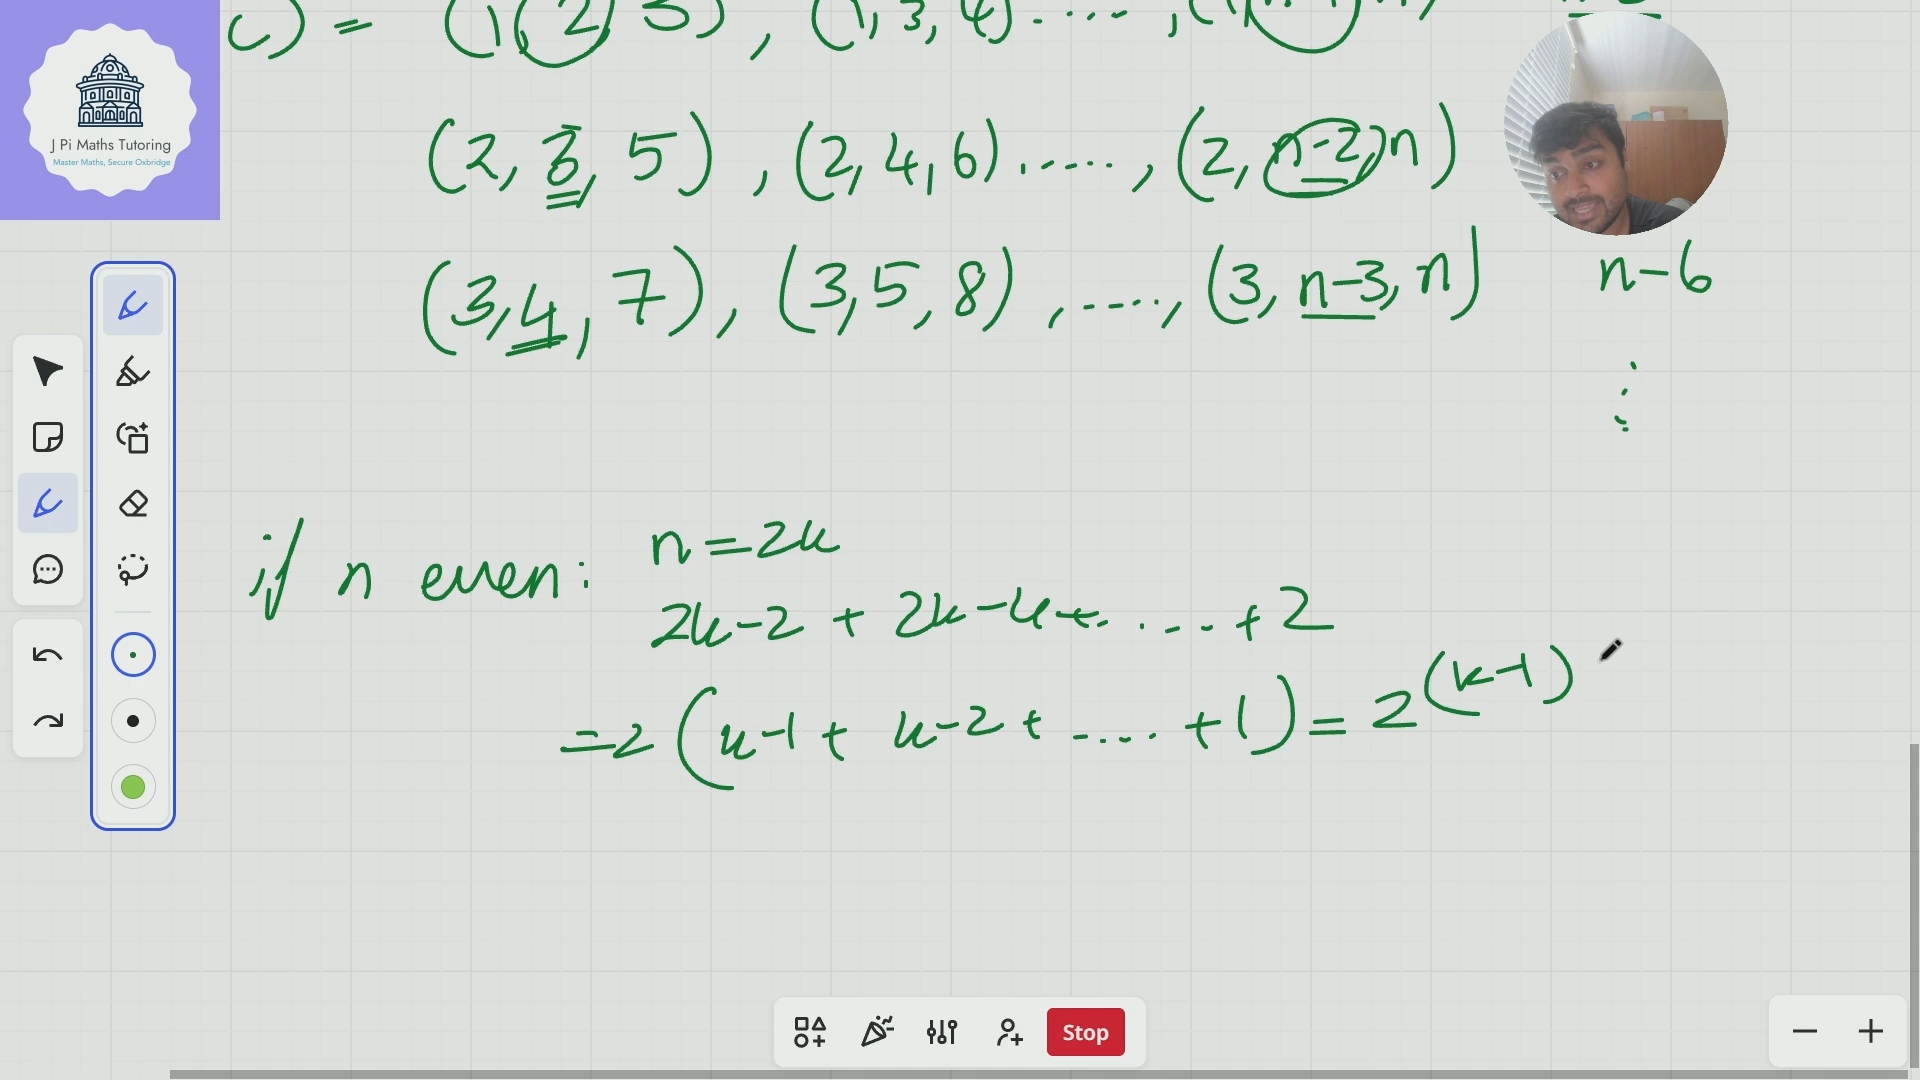 c) = (1, 2, 3), (1, 3, 4) ....., 
(2, 3, 5), (2, 4, 6) ....., (2, n-2, n)
(3, 4, 7), (3, 5, 8), ....., (3, n-3, n) n-6
⋮
if n even: n=2k
2k-2 + 2k-4+. ... +2
=2(k-1 + k-2+ ..... +1) = 2(k-1)
J Pi Maths Tutoring
Master Maths, Secure Oxbridge
Stop